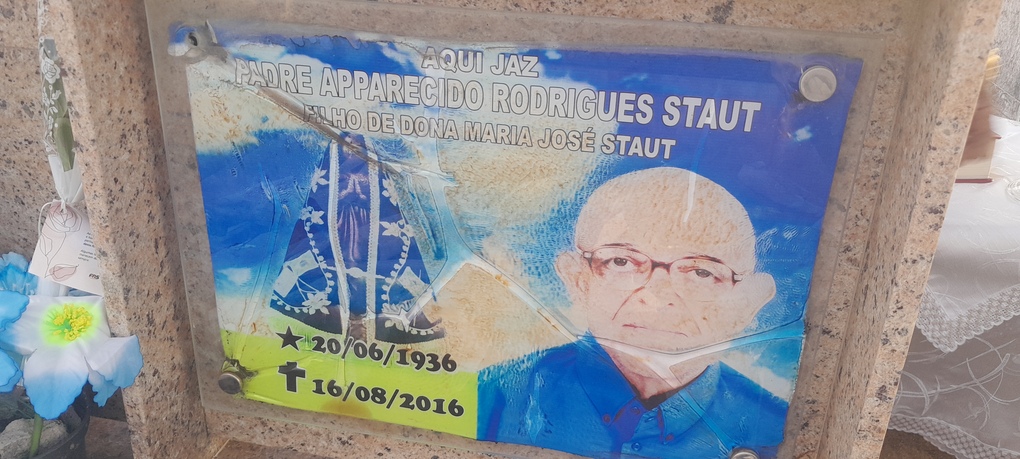 AQUI JAZ
PADRE APPARECIDO RODRIGUES STAUT
FILHO DE DONA MARIA JOSÉ STAUT
20/06/1936
16/08/2016